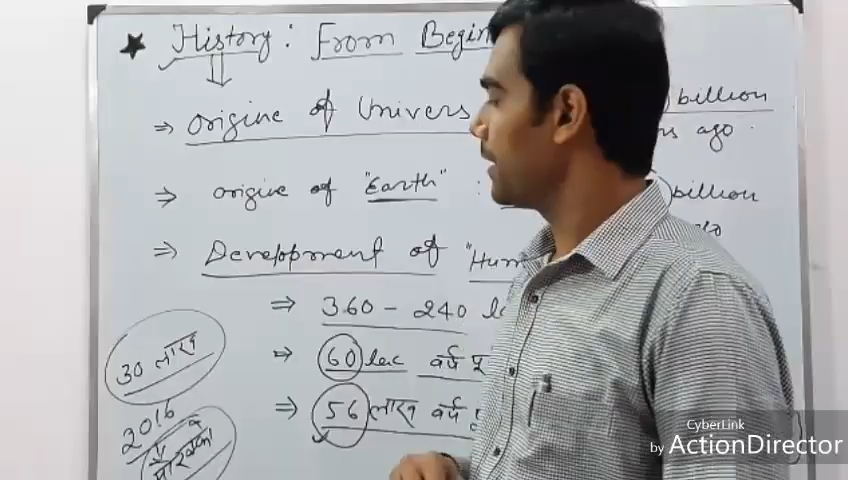 ★ History: From Begin
⇒ Origine of Univers billion
ago
⇒ origine of "Earth" : billion
⇒ Development of "Hum
⇒ 360 - 240
⇒ 60 lac वर्ष पू
⇒ 56 लाख वर्ष
30 लाख
2016
CyberLink
by ActionDirector